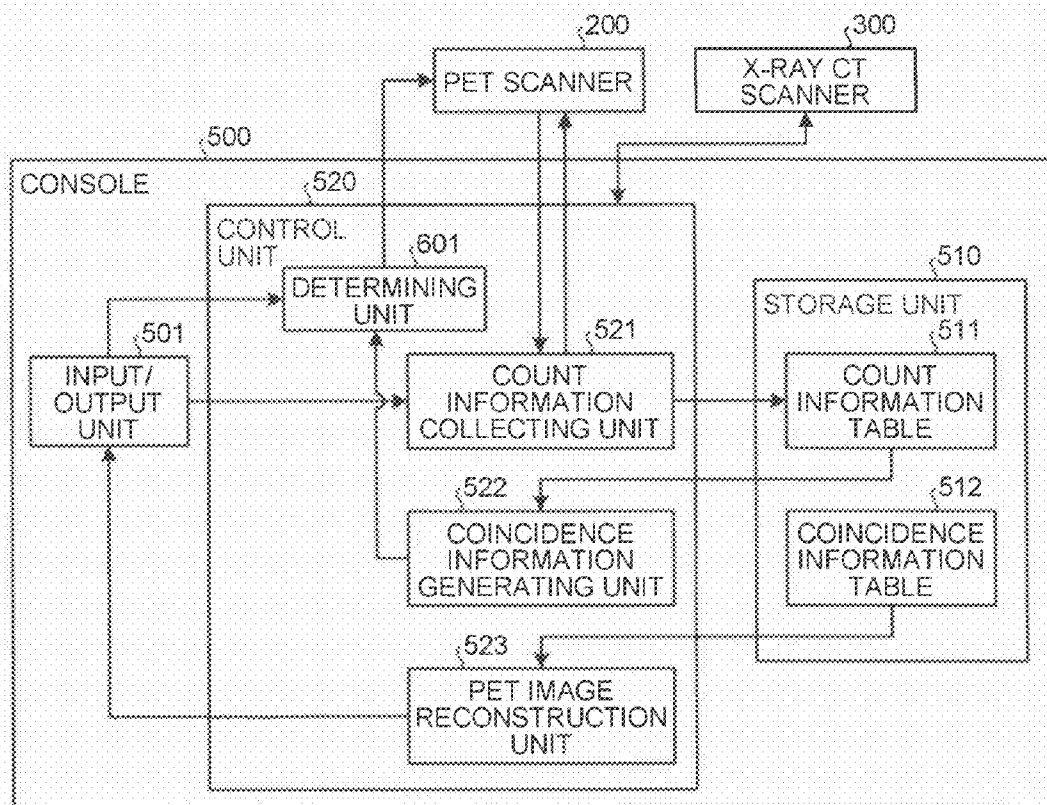 200
300
PET SCANNER
X-RAY CT
SCANNER
500
CONSOLE
520
CONTROL
UNIT
601
DETERMINING
UNIT
510
STORAGE UNIT
501
INPUT/
OUTPUT
UNIT
521
COUNT
INFORMATION
COLLECTING UNIT
511
COUNT
INFORMATION
TABLE
522
COINCIDENCE
INFORMATION
GENERATING UNIT
512
COINCIDENCE
INFORMATION
TABLE
523
PET IMAGE
RECONSTRUCTION
UNIT